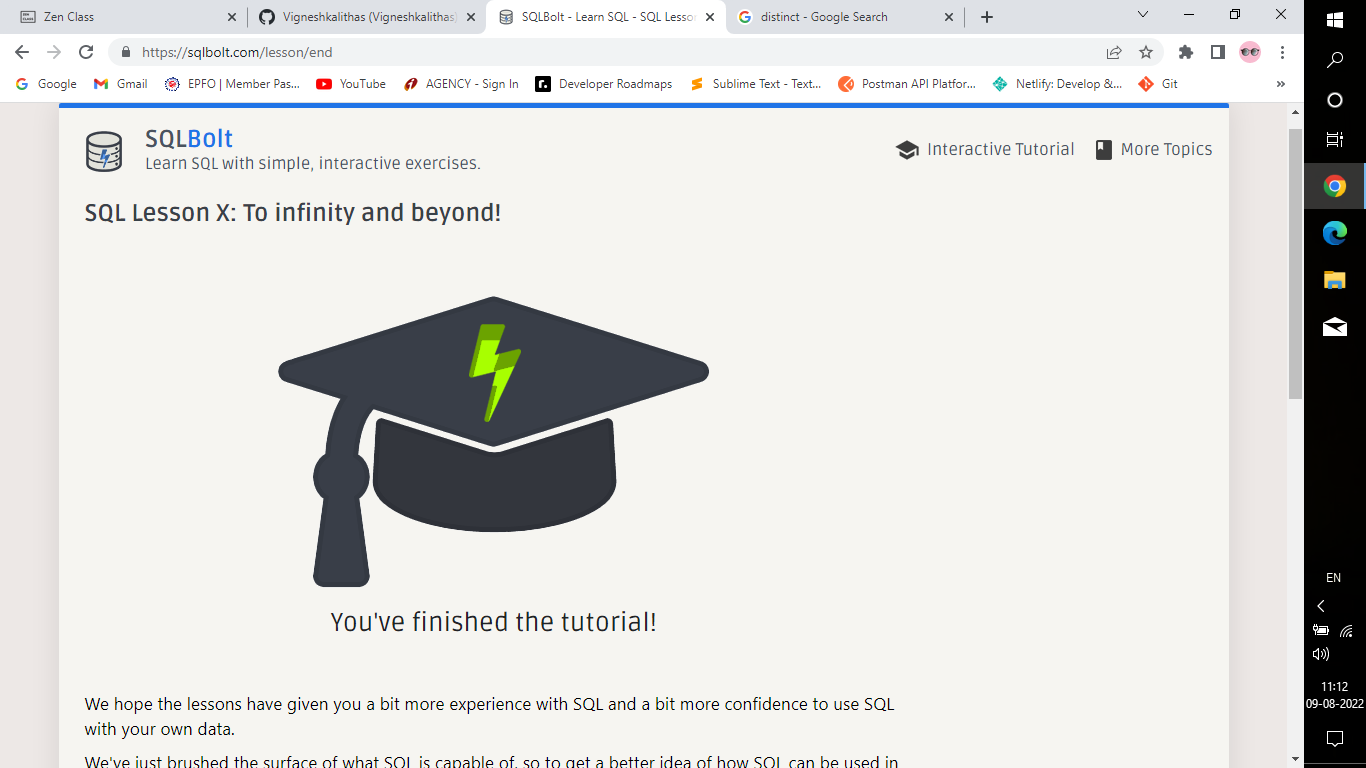 Zen Class
Vigneshkalithas (Vigneshkalithas)
SQLBolt - Learn SQL - SQL Lesso
distinct - Google Search
https://sqlbolt.com/lesson/end
Google
Gmail
EPFO | Member Pas...
YouTube
AGENCY - Sign In
Developer Roadmaps
Sublime Text - Text...
Postman API Platfor...
Netlify: Develop &...
Git
»
SQLBolt
Learn SQL with simple, interactive exercises.
Interactive Tutorial
More Topics
SQL Lesson X: To infinity and beyond!
You've finished the tutorial!
We hope the lessons have given you a bit more experience with SQL and a bit more confidence to use SQL
with your own data.
We've just brushed the surface of what SQL is capable of, so to get a better idea of how SQL can be used in
EN
11:12
09-08-2022